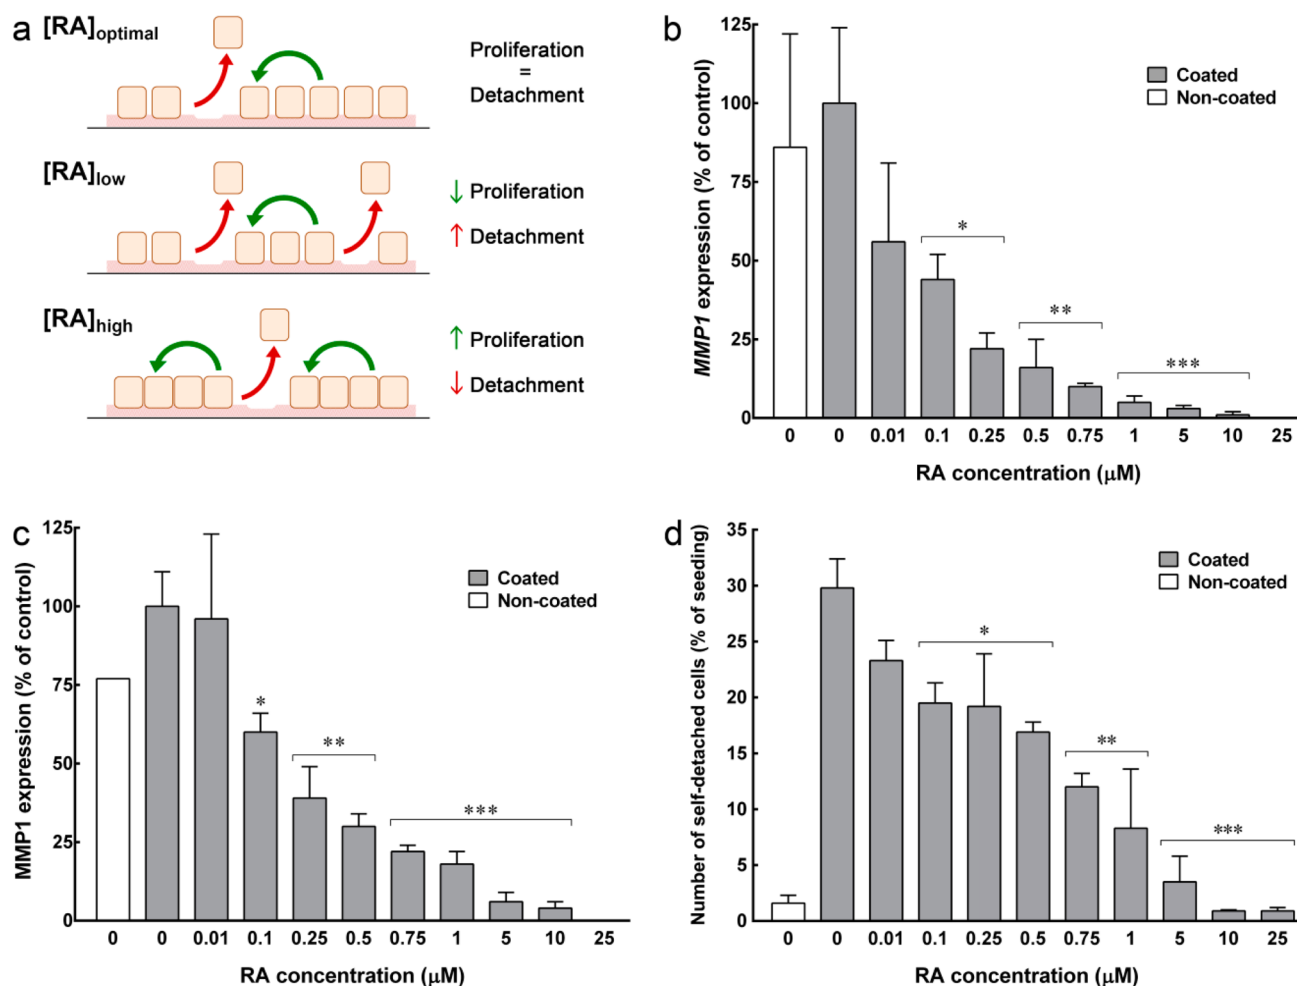 a
[RA]optimal
Proliferation
=
Detachment
[RA]low
↓ Proliferation
↑ Detachment
[RA]high
↑ Proliferation
↓ Detachment
b
MMP1 expression (% of control)
125
100
75
50
25
0
Coated
Non-coated
*
**
***
0 0 0.01 0.1 0.25 0.5 0.75 1 5 10 25
RA concentration (μM)
c
MMP1 expression (% of control)
125
100
75
50
25
0
Coated
Non-coated
*
**
***
0 0 0.01 0.1 0.25 0.5 0.75 1 5 10 25
RA concentration (μM)
d
Number of self-detached cells (% of seeding)
35
30
25
20
15
10
5
0
Coated
Non-coated
*
**
***
0 0 0.01 0.1 0.25 0.5 0.75 1 5 10 25
RA concentration (μM)